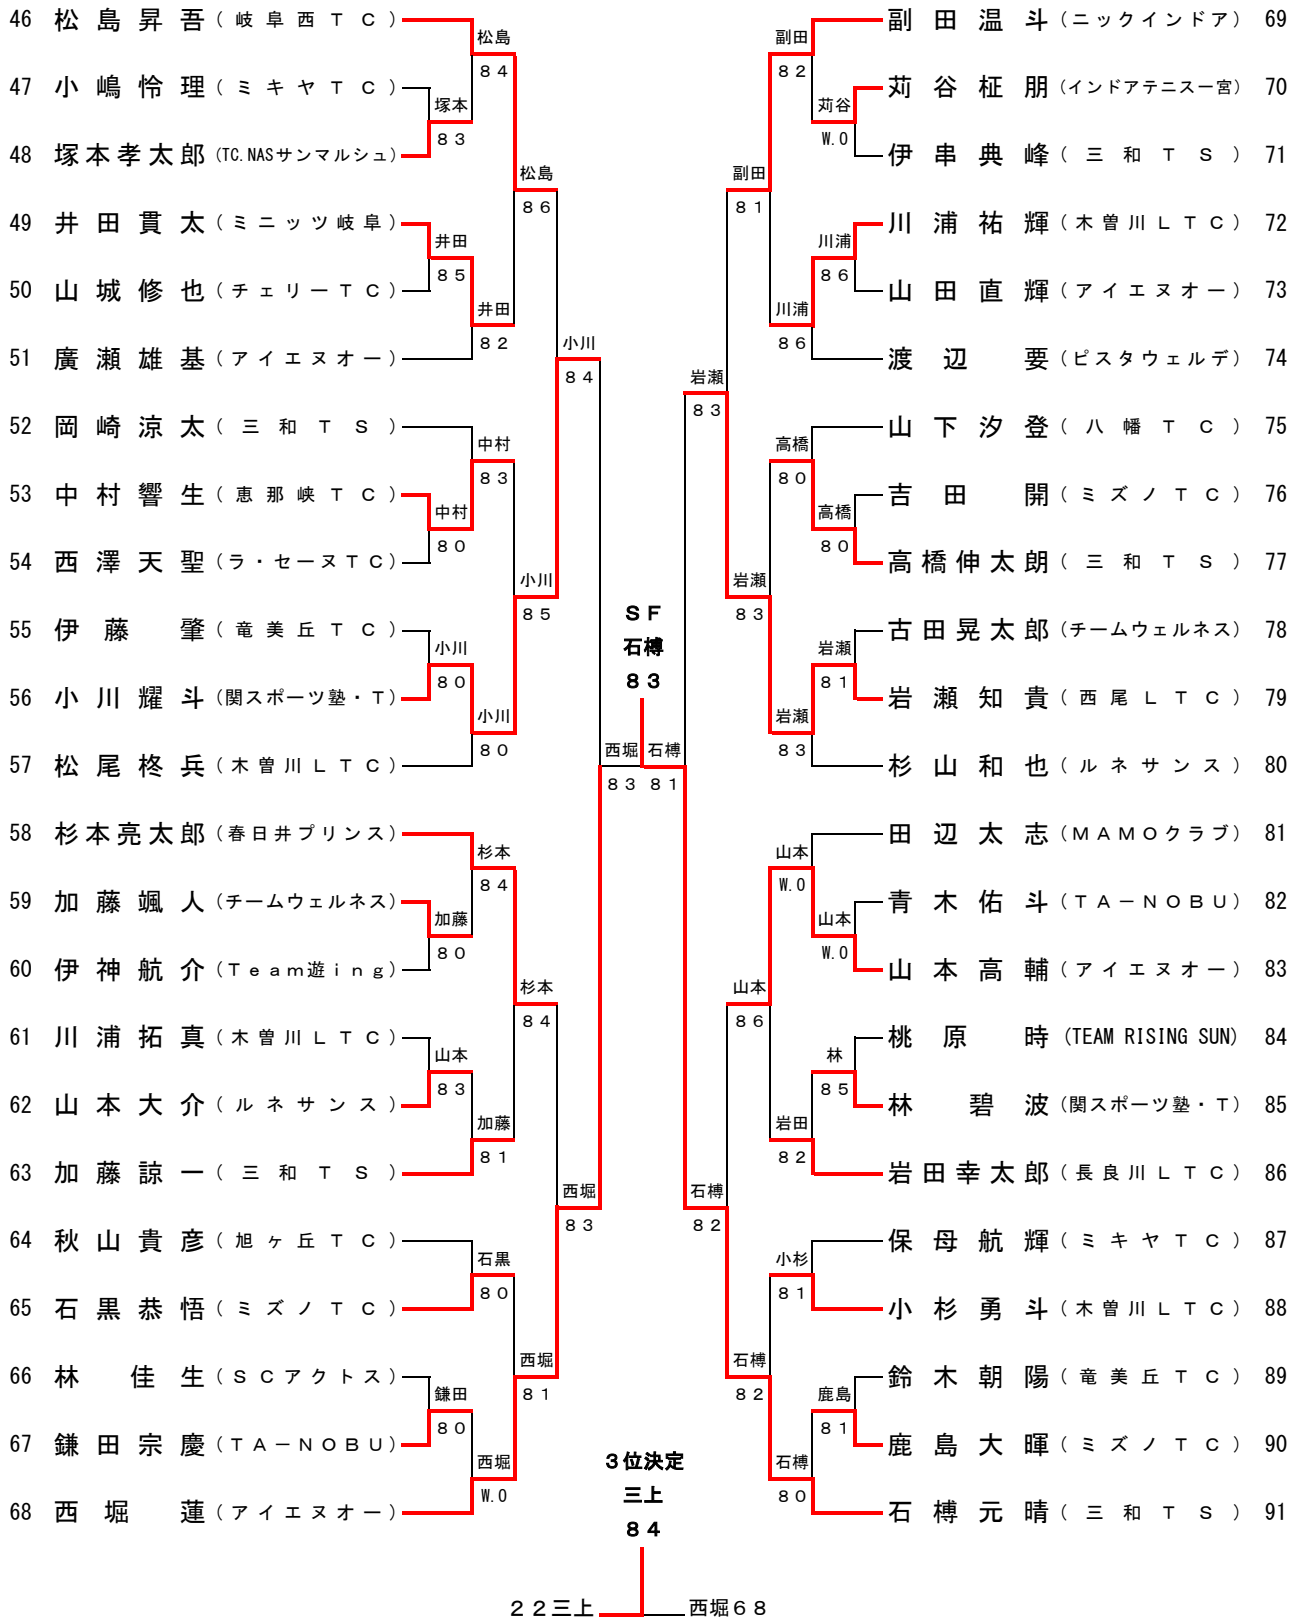 46 松島昇吾 (岐阜西TC)
47 小嶋怜理 (ミキヤTC)
48 塚本孝太郎 (TC.NASサンマルシュ)
49 井田貫太 (ミニッツ岐阜)
50 山城修也 (チェリーTC)
51 廣瀬雄基 (アイエヌオー)
52 岡崎涼太 (三和TS)
53 中村響生 (恵那峡TC)
54 西澤天聖 (ラ・セーヌTC)
55 伊藤肇 (竜美丘TC)
56 小川耀斗 (関スポーツ塾・T)
57 松尾柊兵 (木曽川LTC)
58 杉本亮太郎 (春日井プリンス)
59 加藤颯人 (チームウェルネス)
60 伊神航介 (Team遊ing)
61 川浦拓真 (木曽川LTC)
62 山本大介 (ルネサンス)
63 加藤諒一 (三和TS)
64 秋山貴彦 (旭ヶ丘TC)
65 石黒恭悟 (ミズノTC)
66 林佳生 (SCアクトス)
67 鎌田宗慶 (TA－NOBU)
68 西堀蓮 (アイエヌオー)
塚本
83
井田
85
中村
80
小川
80
加藤
80
山本
83
鎌田
80
松島
84
井田
82
中村
83
小川
80
杉本
84
加藤
81
石黒
80
西堀
W.0
松島
86
小川
85
杉本
84
西堀
81
小川
84
西堀
83
西堀
83
SF
石榑
83
石榑
81
岩瀬
83
石榑
82
副田
81
岩瀬
83
山本
86
石榑
82
副田
82
川浦
86
高橋
80
岩瀬
83
山本
W.0
岩田
82
小杉
81
石榑
80
苅谷
W.0
川浦
86
高橋
80
岩瀬
81
山本
W.0
林
85
鹿島
81
副田温斗 (ニックインドア) 69
苅谷柾朋 (インドアテニス一宮) 70
伊串典峰 (三和TS) 71
川浦祐輝 (木曽川LTC) 72
山田直輝 (アイエヌオー) 73
渡辺要 (ピスタウェルデ) 74
山下汐登 (八幡TC) 75
吉田開 (ミズノTC) 76
高橋伸太朗 (三和TS) 77
古田晃太郎 (チームウェルネス) 78
岩瀬知貴 (西尾LTC) 79
杉山和也 (ルネサンス) 80
田辺太志 (MAMOクラブ) 81
青木佑斗 (TA－NOBU) 82
山本高輔 (アイエヌオー) 83
桃原時 (TEAM RISING SUN) 84
林碧波 (関スポーツ塾・T) 85
岩田幸太郎 (長良川LTC) 86
保母航輝 (ミキヤTC) 87
小杉勇斗 (木曽川LTC) 88
鈴木朝陽 (竜美丘TC) 89
鹿島大暉 (ミズノTC) 90
石榑元晴 (三和TS) 91
3位決定
三上
84
22三上
西堀68